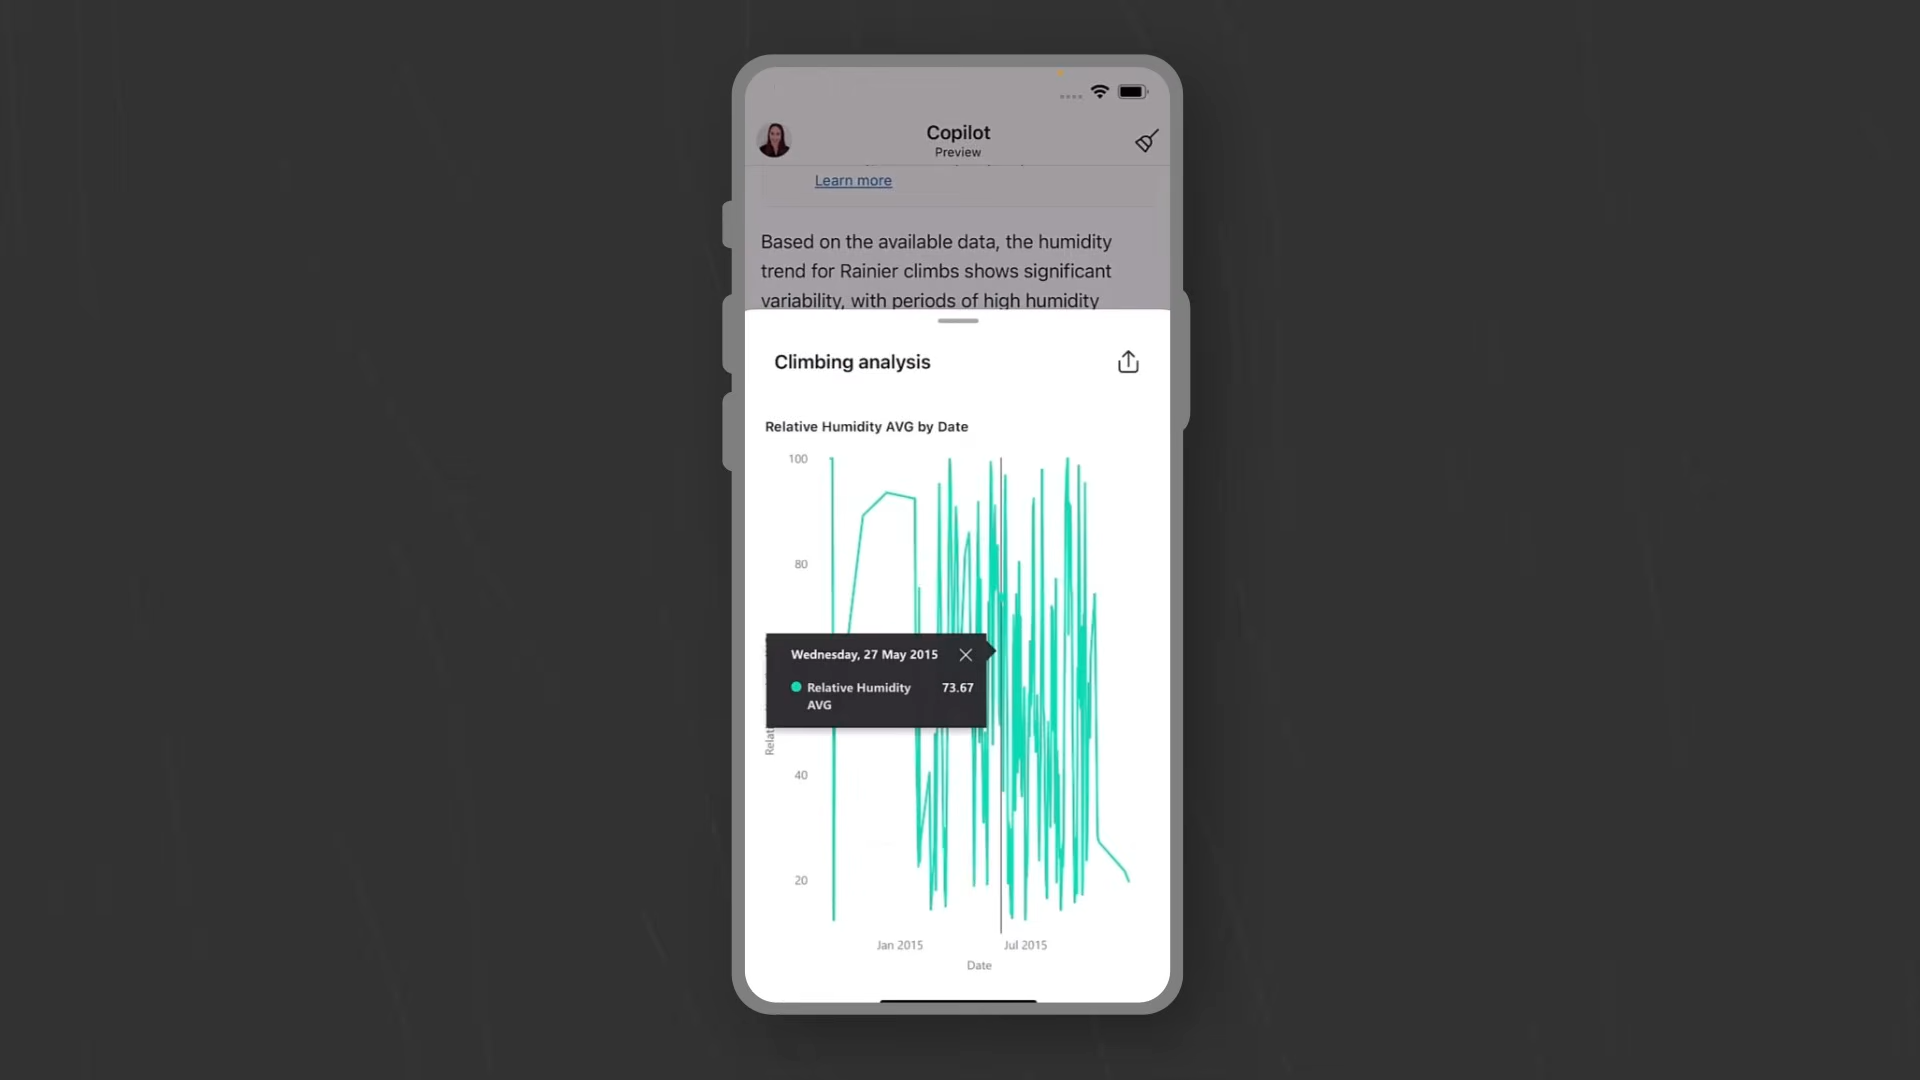 Copilot
Preview
Learn more
Based on the available data, the humidity
trend for Rainier climbs shows significant
variability, with periods of high humidity
Climbing analysis
Relative Humidity AVG by Date
100
80
Wednesday, 27 May 2015
Relative Humidity 73.67
AVG
40
20
Jan 2015 Jul 2015
Date